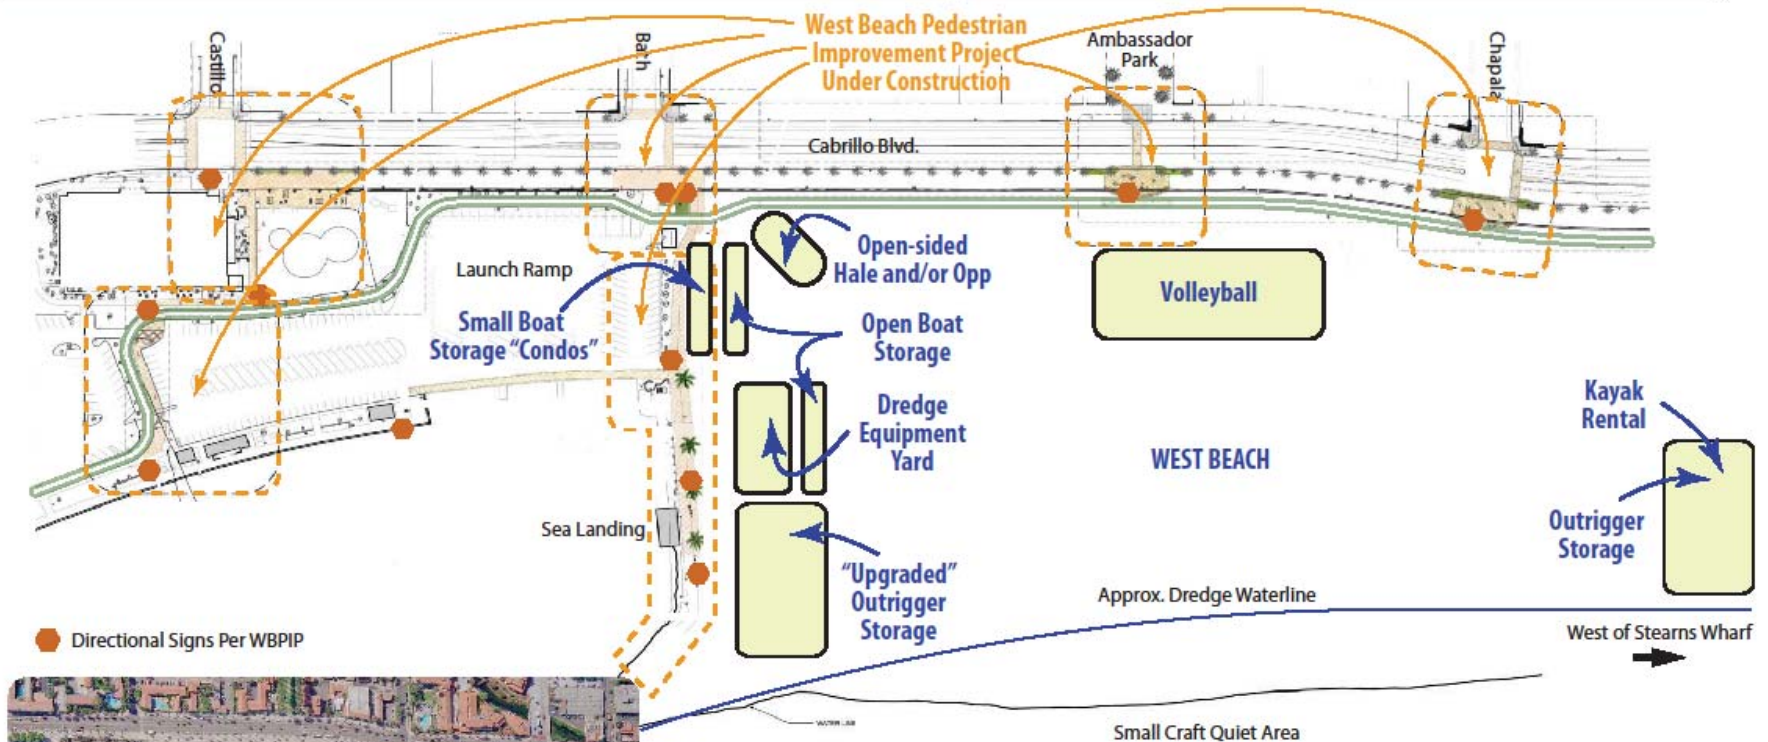 West Beach Pedestrian
Improvement Project
Under Construction
Castillo
Bath
Ambassador
Park
Chapala
Cabrillo Blvd.
Launch Ramp
Open-sided
Hale and/or Opp
Volleyball
Small Boat
Storage “Condos”
Open Boat
Storage
Dredge
Equipment
Yard
WEST BEACH
Kayak
Rental
Outrigger
Storage
Sea Landing
“Upgraded”
Outrigger
Storage
Approx. Dredge Waterline
West of Stearns Wharf
Directional Signs Per WBPIP
Small Craft Quiet Area